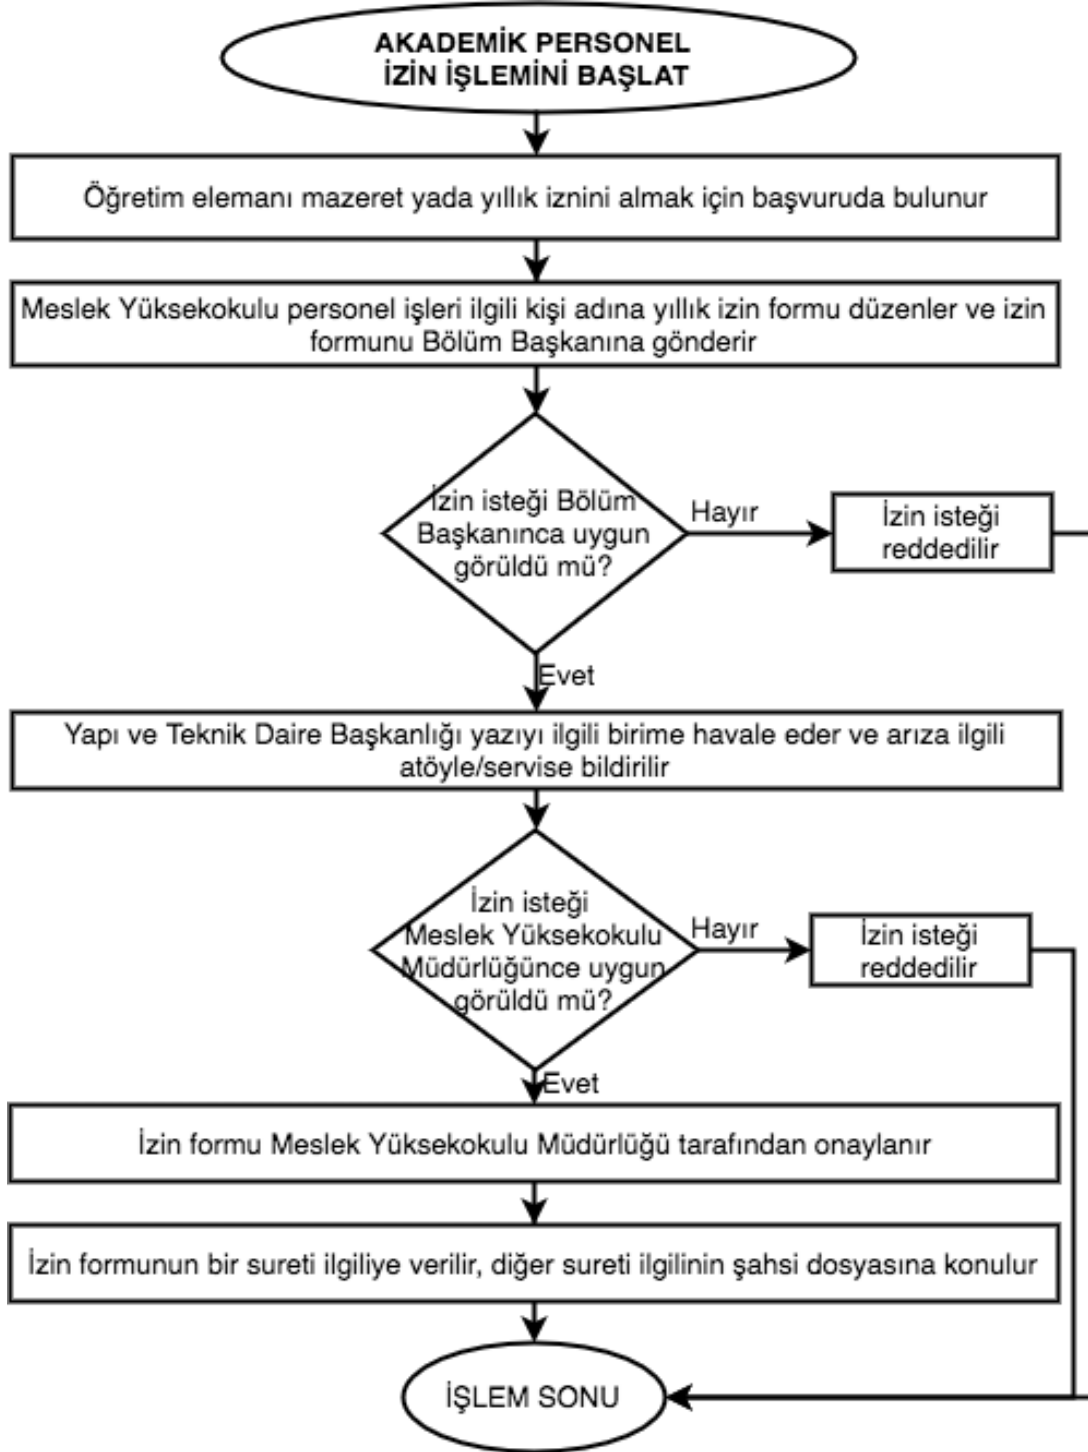 AKADEMİK PERSONEL
İZİN İŞLEMİNİ BAŞLAT
Öğretim elemanı mazeret yada yıllık iznini almak için başvuruda bulunur
Meslek Yüksekokulu personel işleri ilgili kişi adına yıllık izin formu düzenler ve izin
formunu Bölüm Başkanına gönderir
İzin isteği Bölüm
Başkanınca uygun
görüldü mü?
Hayır
İzin isteği
reddedilir
Evet
Yapı ve Teknik Daire Başkanlığı yazıyı ilgili birime havale eder ve arıza ilgili
atöyle/servise bildirilir
İzin isteği
Meslek Yüksekokulu
Müdürlüğünce uygun
görüldü mü?
Hayır
İzin isteği
reddedilir
Evet
İzin formu Meslek Yüksekokulu Müdürlüğü tarafından onaylanır
İzin formunun bir sureti ilgiliye verilir, diğer sureti ilgilinin şahsi dosyasına konulur
İŞLEM SONU